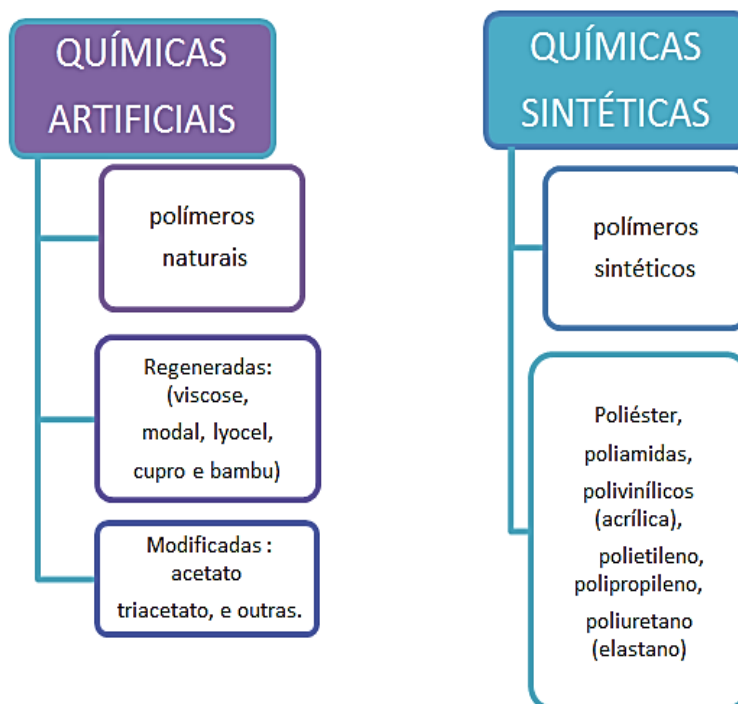 QUÍMICAS
ARTIFICIAIS
polímeros
naturais
Regeneradas:
(viscose,
modal, lyocel,
cupro e bambu)
Modificadas :
acetato
triacetato, e outras.
QUÍMICAS
SINTÉTICAS
polímeros
sintéticos
Poliéster,
poliamidas,
polivinílicos
(acrílica),
polietileno,
polipropileno,
poliuretano
(elastano)